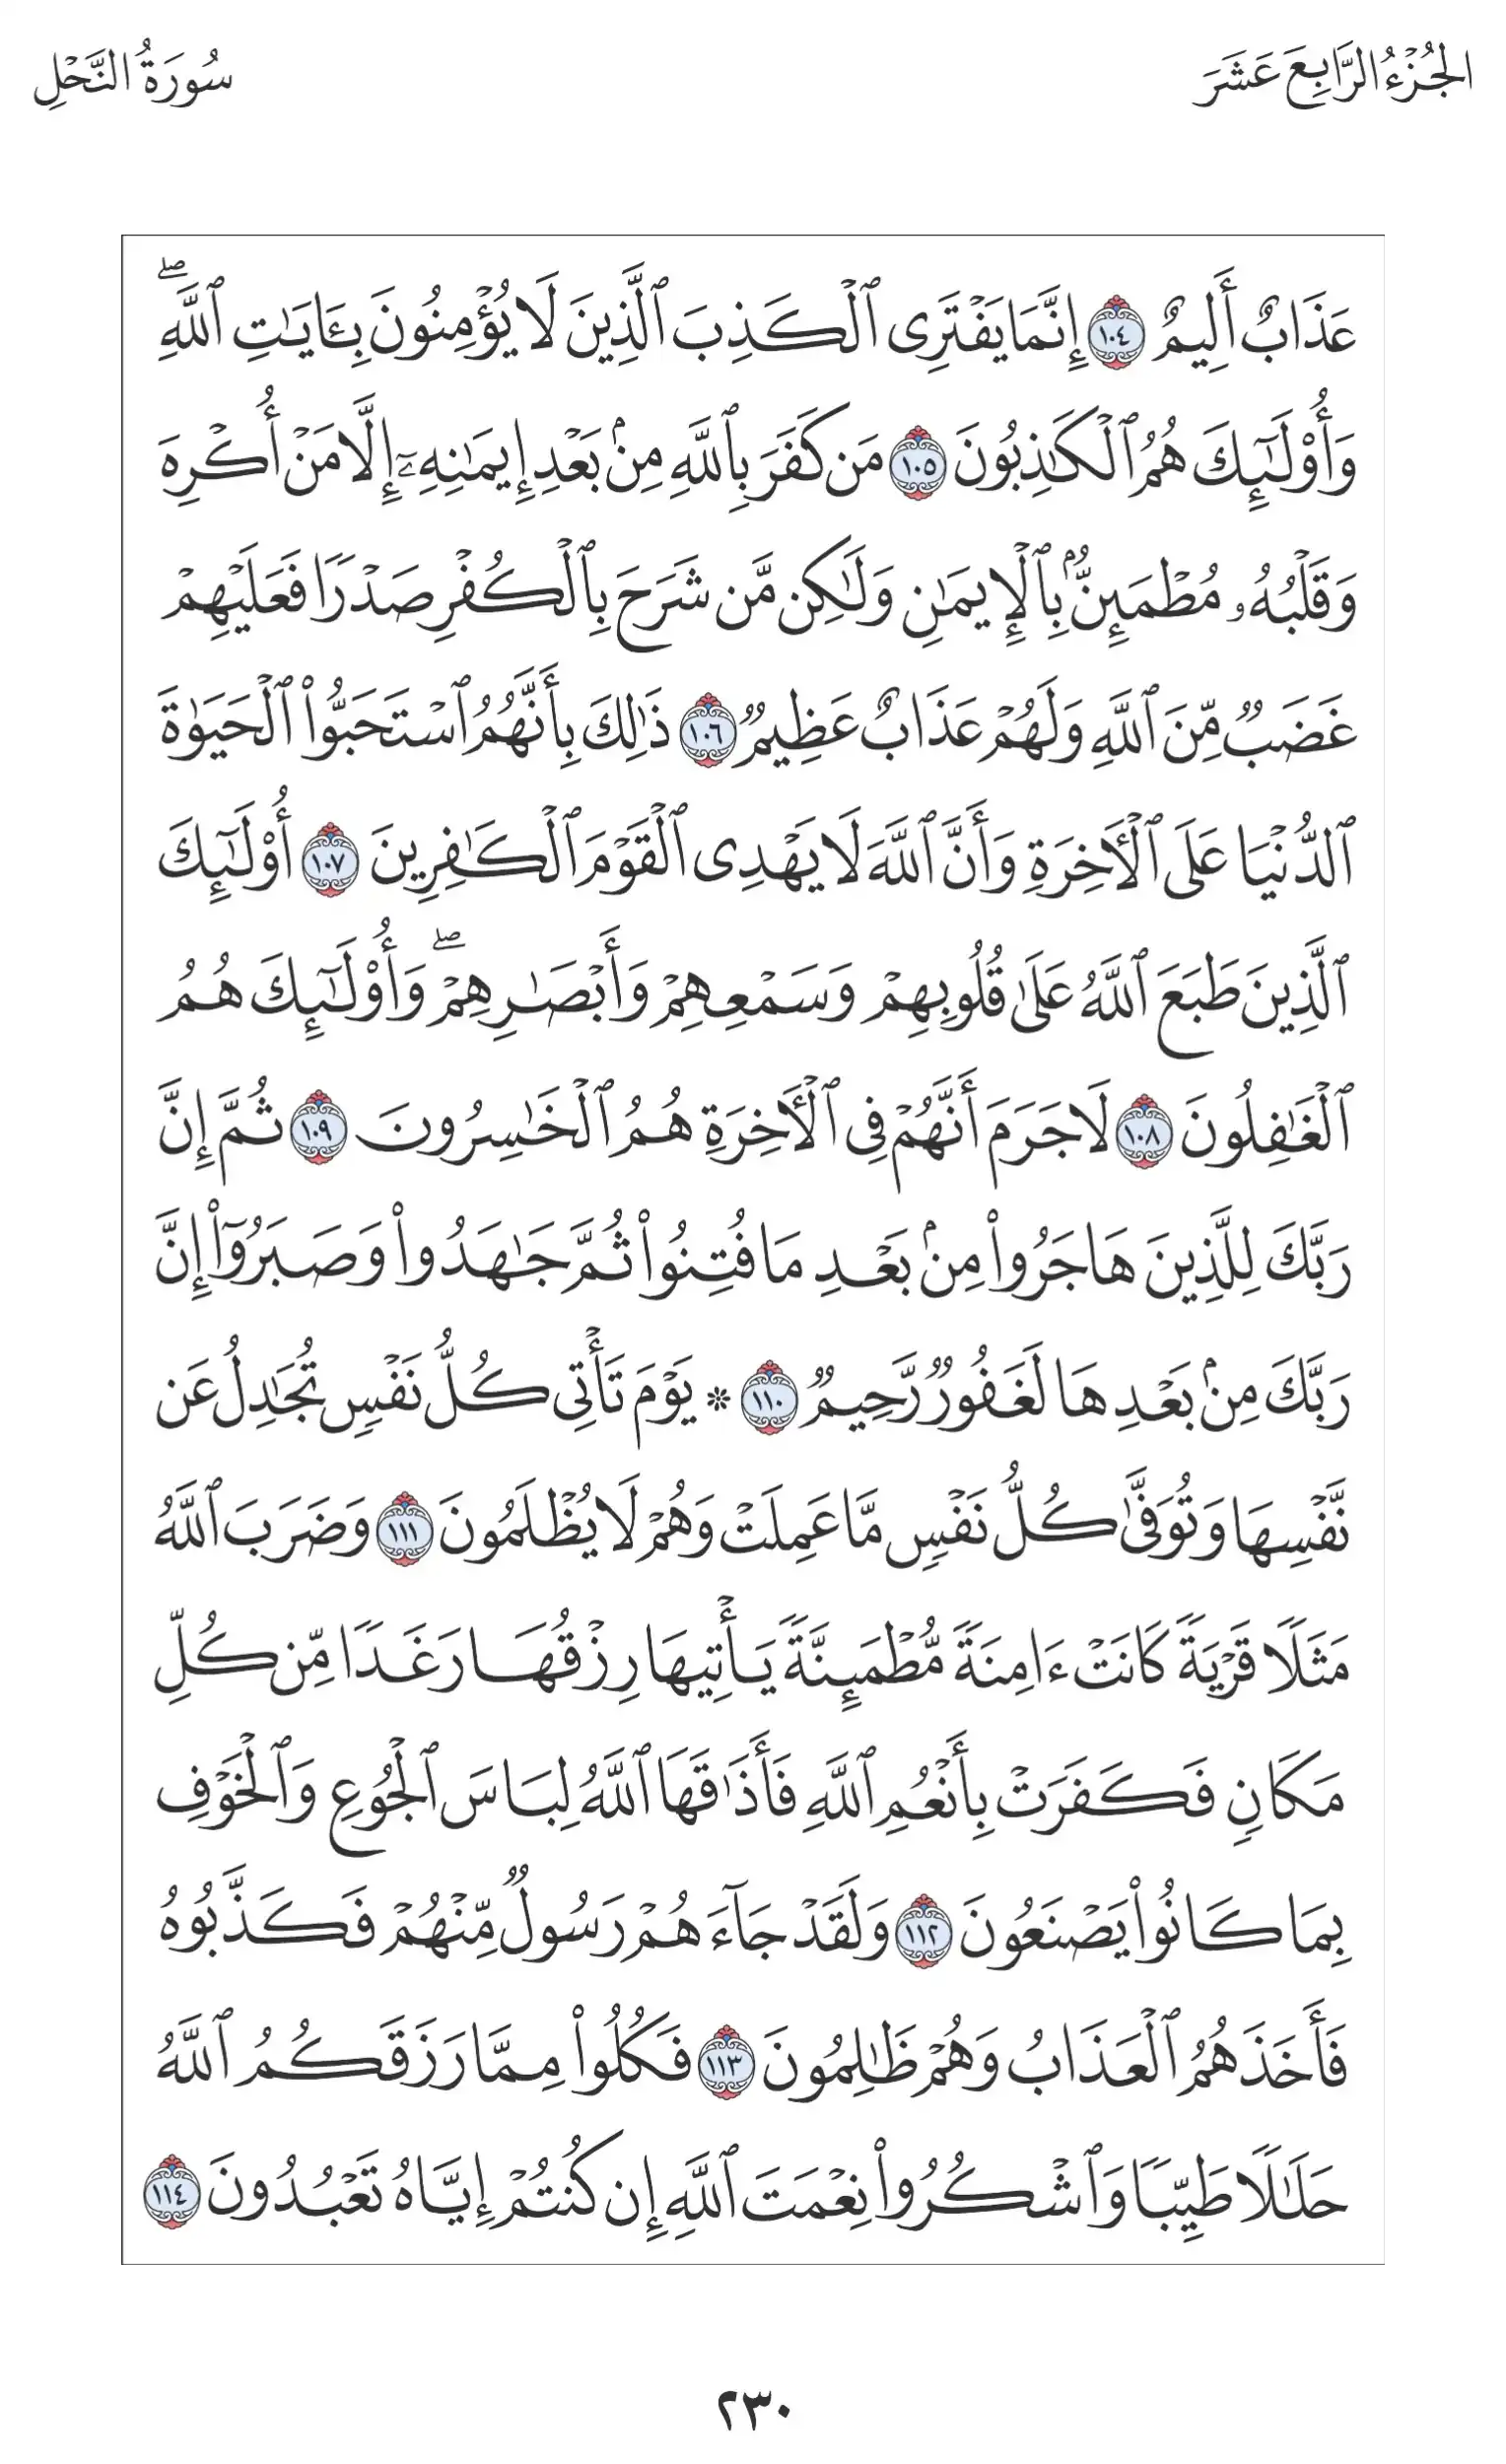 الجُزْءُ الرَّابِعَ عَشَرَ
سُورَةُ النَّحْلِ
عَذَابٌ أَلِيمٌ ١٠٤ إِنَّمَا يَفْتَرِى ٱلْكَذِبَ ٱلَّذِينَ لَا يُؤْمِنُونَ بِـَٔايَـٰتِ ٱللَّهِ ۖ
وَأُو۟لَـٰٓئِكَ هُمُ ٱلْكَـٰذِبُونَ ١٠٥ مَن كَفَرَ بِٱللَّهِ مِنۢ بَعْدِ إِيمَـٰنِهِۦٓ إِلَّا مَنْ أُكْرِهَ
وَقَلْبُهُۥ مُطْمَئِنٌّۢ بِٱلْإِيمَـٰنِ وَلَـٰكِن مَّن شَرَحَ بِٱلْكُفْرِ صَدْرًا فَعَلَيْهِمْ
غَضَبٌ مِّنَ ٱللَّهِ وَلَهُمْ عَذَابٌ عَظِيمٌ ١٠٦ ذَٰلِكَ بِأَنَّهُمُ ٱسْتَحَبُّوا۟ ٱلْحَيَوٰةَ
ٱلدُّنْيَا عَلَى ٱلْـَٔاخِرَةِ وَأَنَّ ٱللَّهَ لَا يَهْدِى ٱلْقَوْمَ ٱلْكَـٰفِرِينَ ١٠٧ أُو۟لَـٰٓئِكَ
ٱلَّذِينَ طَبَعَ ٱللَّهُ عَلَىٰ قُلُوبِهِمْ وَسَمْعِهِمْ وَأَبْصَـٰرِهِمْ ۖ وَأُو۟لَـٰٓئِكَ هُمُ
ٱلْغَـٰفِلُونَ ١٠٨ لَا جَرَمَ أَنَّهُمْ فِى ٱلْـَٔاخِرَةِ هُمُ ٱلْخَـٰسِرُونَ ١٠٩ ثُمَّ إِنَّ
رَبَّكَ لِلَّذِينَ هَاجَرُوا۟ مِنۢ بَعْدِ مَا فُتِنُوا۟ ثُمَّ جَـٰهَدُوا۟ وَصَبَرُوٓا۟ إِنَّ
رَبَّكَ مِنۢ بَعْدِهَا لَغَفُورٌ رَّحِيمٌ ١١٠ * يَوْمَ تَأْتِى كُلُّ نَفْسٍ تُجَـٰدِلُ عَن
نَّفْسِهَا وَتُوَفَّىٰ كُلُّ نَفْسٍ مَّا عَمِلَتْ وَهُمْ لَا يُظْلَمُونَ ١١١ وَضَرَبَ ٱللَّهُ
مَثَلًا قَرْيَةً كَانَتْ ءَامِنَةً مُّطْمَئِنَّةً يَأْتِيهَا رِزْقُهَا رَغَدًا مِّن كُلِّ
مَكَانٍ فَكَفَرَتْ بِأَنْعُمِ ٱللَّهِ فَأَذَٰقَهَا ٱللَّهُ لِبَاسَ ٱلْجُوعِ وَٱلْخَوْفِ
بِمَا كَانُوا۟ يَصْنَعُونَ ١١٢ وَلَقَدْ جَآءَهُمْ رَسُولٌ مِّنْهُمْ فَكَذَّبُوهُ
فَأَخَذَهُمُ ٱلْعَذَابُ وَهُمْ ظَـٰلِمُونَ ١١٣ فَكُلُوا۟ مِمَّا رَزَقَكُمُ ٱللَّهُ
حَلَـٰلًا طَيِّبًا وَٱشْكُرُوا۟ نِعْمَتَ ٱللَّهِ إِن كُنتُمْ إِيَّاهُ تَعْبُدُونَ ١١٤
٢٣٠